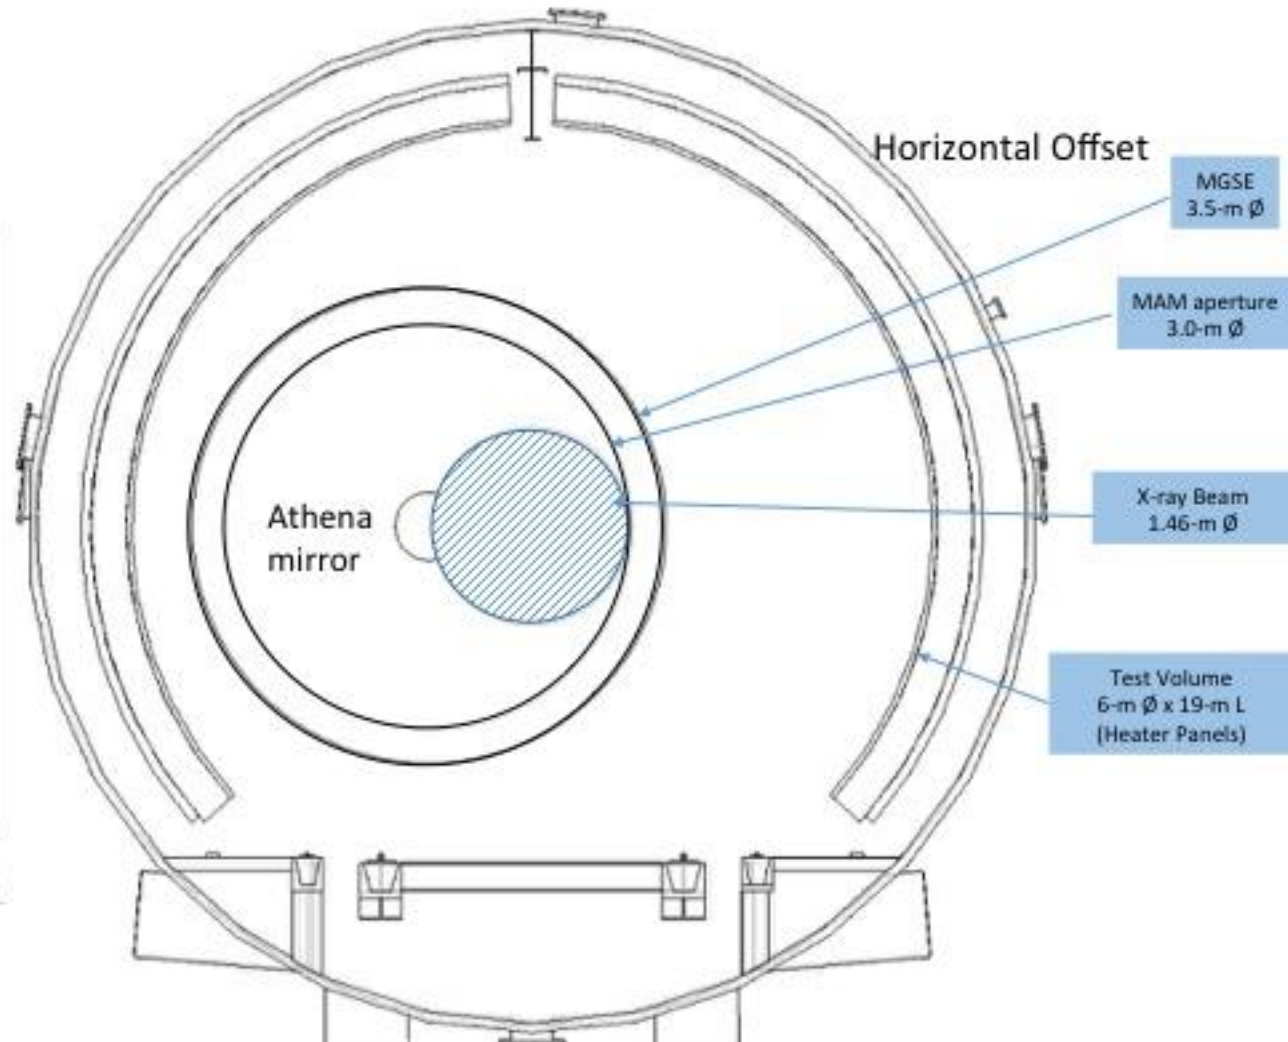 Horizontal Offset
MGSE
3.5-m Ø
MAM aperture
3.0-m Ø
Athena
mirror
X-ray Beam
1.46-m Ø
Test Volume
6-m Ø x 19-m L
(Heater Panels)